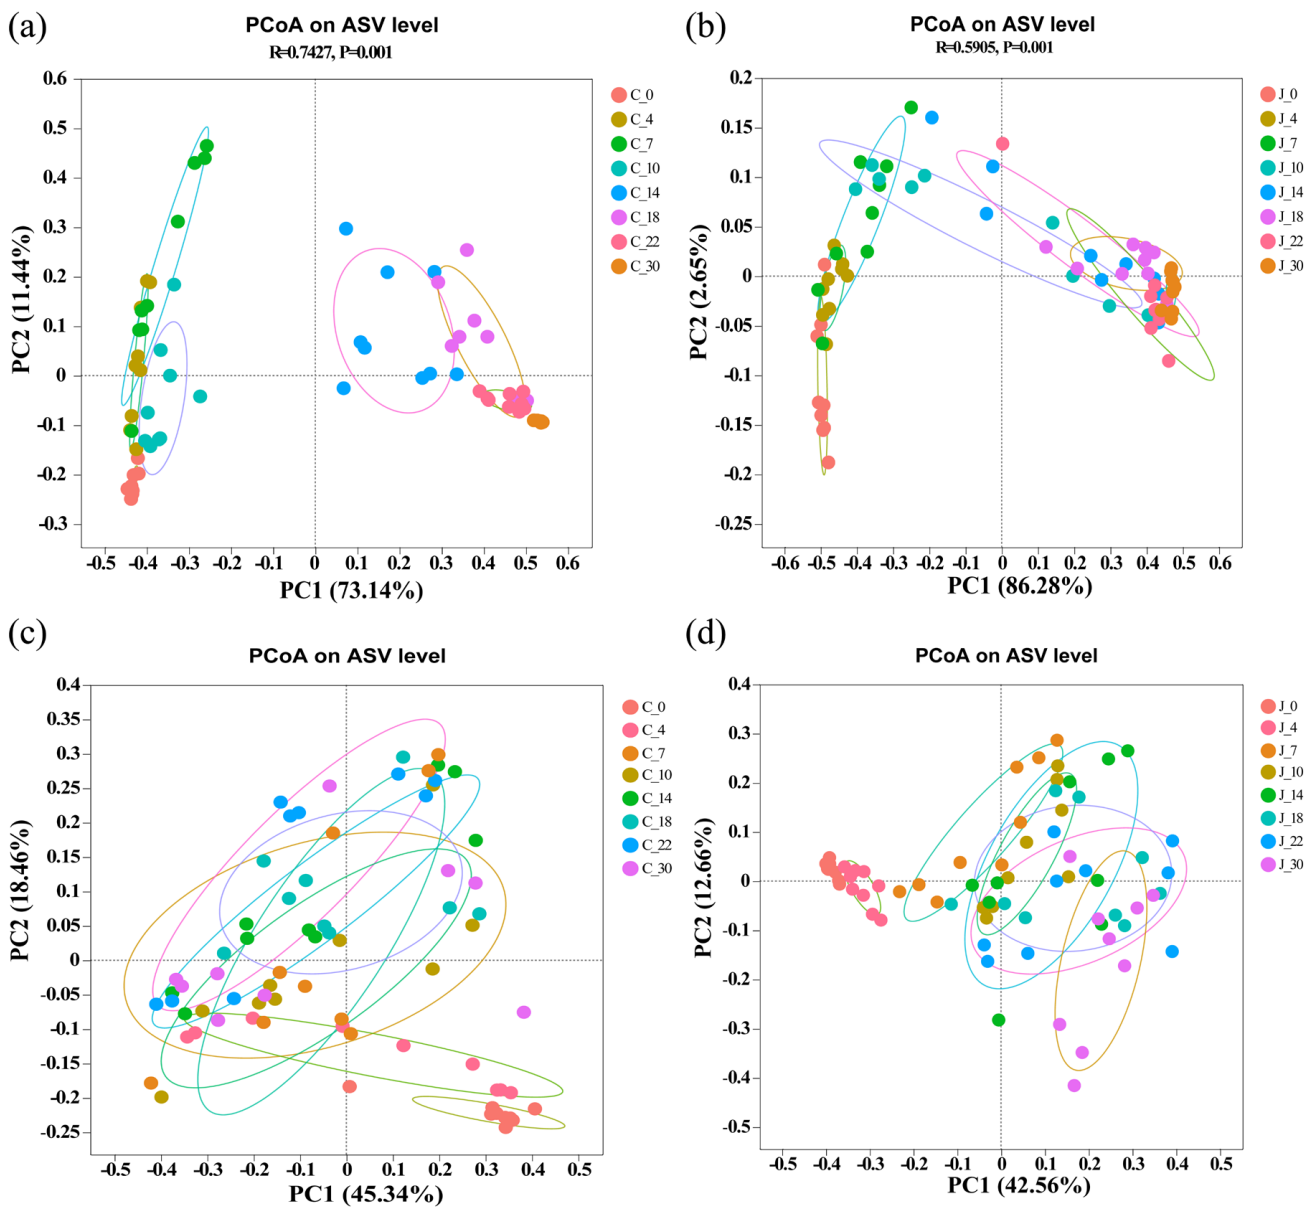 (a)
PCoA on ASV level
R=0.7427, P=0.001
PC2 (11.44%)
0.6
0.5
0.4
0.3
0.2
0.1
0
-0.1
-0.2
-0.3
-0.5 -0.4 -0.3 -0.2 -0.1 0 0.1 0.2 0.3 0.4 0.5 0.6
PC1 (73.14%)
C_0
C_4
C_7
C_10
C_14
C_18
C_22
C_30
(b)
PCoA on ASV level
R=0.5905, P=0.001
PC2 (2.65%)
0.2
0.15
0.1
0.05
0
-0.05
-0.1
-0.15
-0.2
-0.25
-0.6 -0.5 -0.4 -0.3 -0.2 -0.1 0 0.1 0.2 0.3 0.4 0.5 0.6
PC1 (86.28%)
J_0
J_4
J_7
J_10
J_14
J_18
J_22
J_30
(c)
PCoA on ASV level
PC2 (18.46%)
0.4
0.35
0.3
0.25
0.2
0.15
0.1
0.05
0
-0.05
-0.1
-0.15
-0.2
-0.25
-0.5 -0.4 -0.3 -0.2 -0.1 0 0.1 0.2 0.3 0.4 0.5
PC1 (45.34%)
C_0
C_4
C_7
C_10
C_14
C_18
C_22
C_30
(d)
PCoA on ASV level
PC2 (12.66%)
0.4
0.3
0.2
0.1
0
-0.1
-0.2
-0.3
-0.4
-0.5
-0.5 -0.4 -0.3 -0.2 -0.1 0 0.1 0.2 0.3 0.4 0.5
PC1 (42.56%)
J_0
J_4
J_7
J_10
J_14
J_18
J_22
J_30